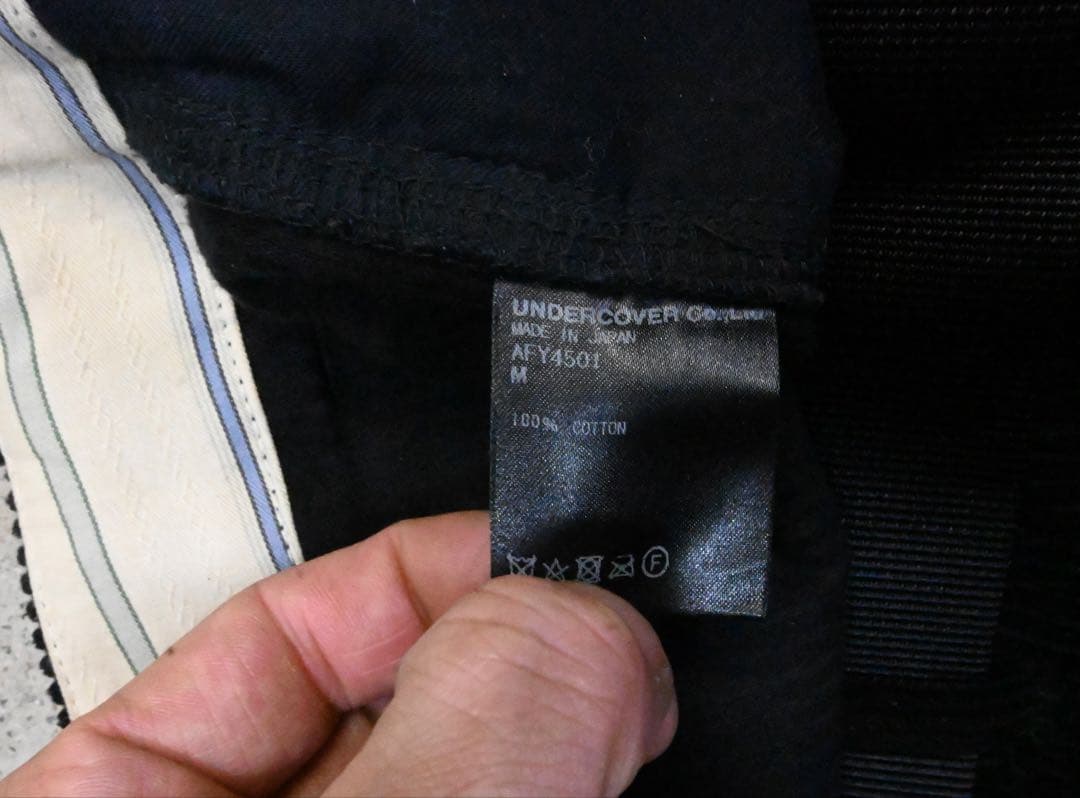 UNDERCOVER Co.,Ltd.
MADE IN JAPAN
AFY4501
M
100% COTTON
F